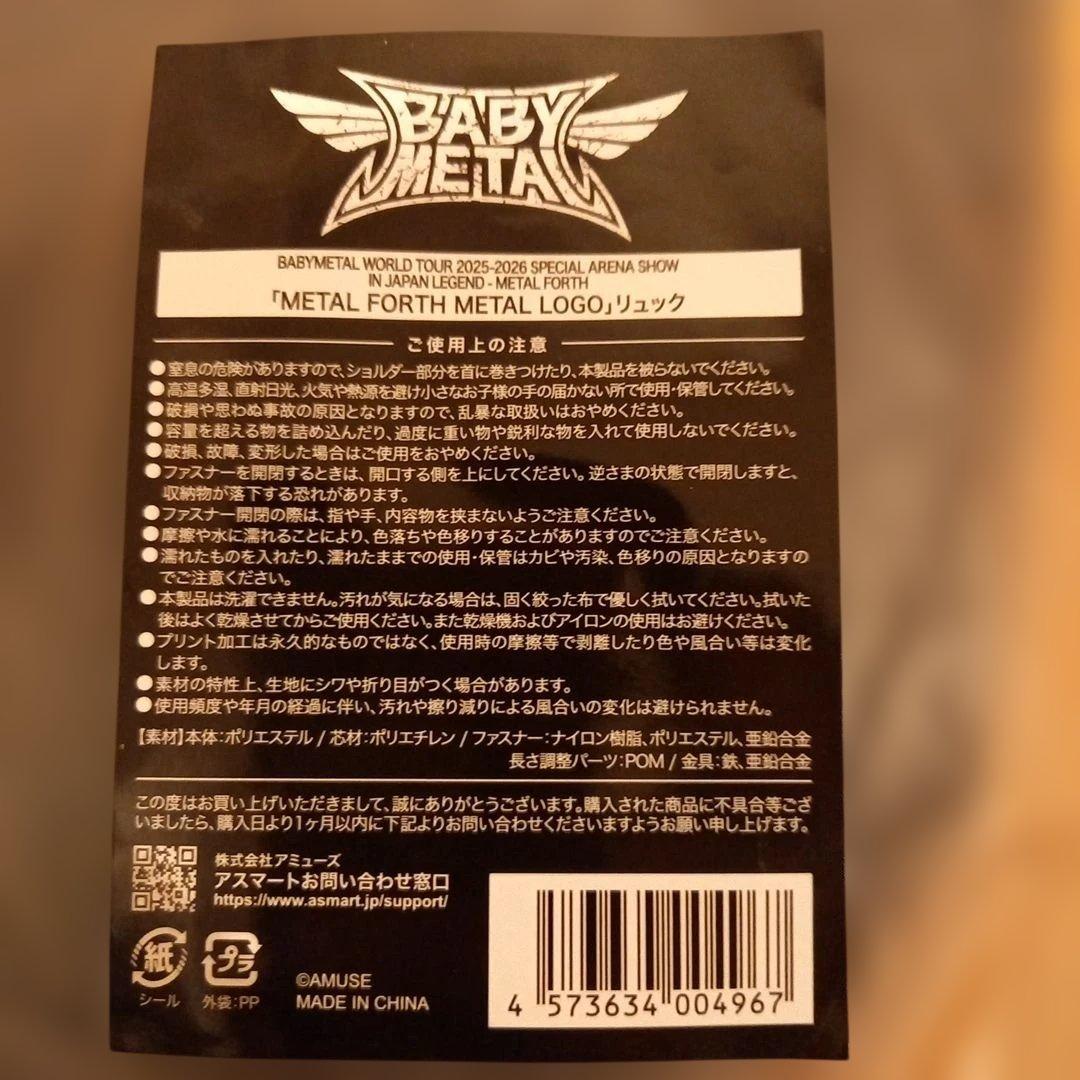 BABY
METAL
BABYMETAL WORLD TOUR 2025-2026 SPECIAL ARENA SHOW
IN JAPAN LEGEND - METAL FORTH
「METAL FORTH METAL LOGO」リュック
ご使用上の注意
●窒息の危険がありますので、ショルダー部分を首に巻きつけたり、本製品を被らないでください。
●高温多湿、直射日光、火気や熱源を避け小さなお子様の手の届かない所で使用・保管してください。
●破損や思わぬ事故の原因となりますので、乱暴な取扱いはおやめください。
●容量を超える物を詰め込んだり、過度に重い物や鋭利な物を入れて使用しないでください。
●破損、故障、変形した場合はご使用をおやめください。
●ファスナーを開閉するときは、開口する側を上にしてください。逆さまの状態で開閉しますと、
収納物が落下する恐れがあります。
●ファスナー開閉の際は、指や手、内容物を挟まないようご注意ください。
●摩擦や水に濡れることにより、色落ちや色移りすることがありますのでご注意ください。
●濡れたものを入れたり、濡れたままでの使用・保管はカビや汚染、色移りの原因となりますの
でご注意ください。
●本製品は洗濯できません。汚れが気になる場合は、固く絞った布で優しく拭いてください。拭いた
後はよく乾燥させてからご使用ください。また乾燥機およびアイロンの使用はお避けください。
●プリント加工は永久的なものではなく、使用時の摩擦等で剥離したり色や風合い等は変化
します。
●素材の特性上、生地にシワや折り目がつく場合があります。
●使用頻度や年月の経過に伴い、汚れや擦り減りによる風合いの変化は避けられません。
【素材】本体：ポリエステル / 芯材：ポリエチレン / ファスナー：ナイロン樹脂、ポリエステル、亜鉛合金
長さ調整パーツ：POM / 金具：鉄、亜鉛合金
この度はお買い上げいただきまして、誠にありがとうございます。購入された商品に不具合等ござ
いましたら、購入日より1ヶ月以内に下記よりお問い合わせくださいますようお願い申し上げます。
株式会社アミューズ
アスマートお問い合わせ窓口
https://www.asmart.jp/support/
紙
シール
プラ
外袋：PP
©AMUSE
MADE IN CHINA
4 573634 004967